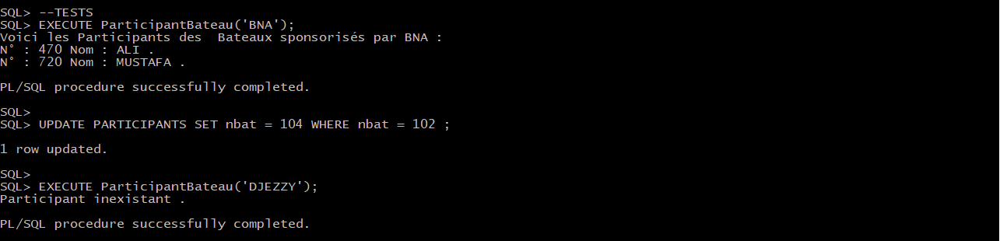 SQL> --TESTS
SQL> EXECUTE ParticipantBateau('BNA');
Voici les Participants des  Bateaux sponsorisés par BNA :
N° : 470 Nom : ALI .
N° : 720 Nom : MUSTAFA .
PL/SQL procedure successfully completed.
SQL>
SQL> UPDATE PARTICIPANTS SET nbat = 104 WHERE nbat = 102 ;
1 row updated.
SQL>
SQL> EXECUTE ParticipantBateau('DJEZZY');
Participant inexistant .
PL/SQL procedure successfully completed.